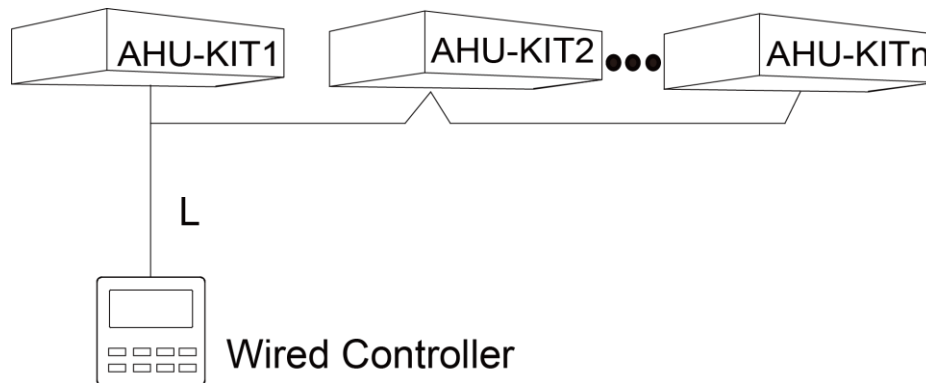 AHU-KIT1
AHU-KIT2
AHU-KITn
L
Wired Controller